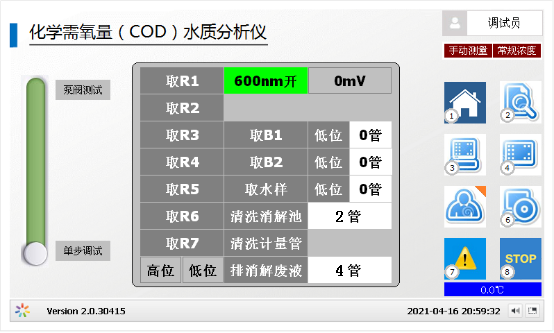 化学需氧量（COD）水质分析仪
调试员
手动测量 常规浓度
泵阀测试
单步调试
取R1 600nm开 0mV
取R2
取R3 取B1 低位 0管
取R4 取B2 低位 0管
取R5 取水样 低位 0管
取R6 清洗消解池 2管
取R7 清洗计量管
高位 低位 排消解废液 4管
1 2
3 4
6
7 8 STOP
0.0℃
Version 2.0.30415
2021-04-16 20:59:32